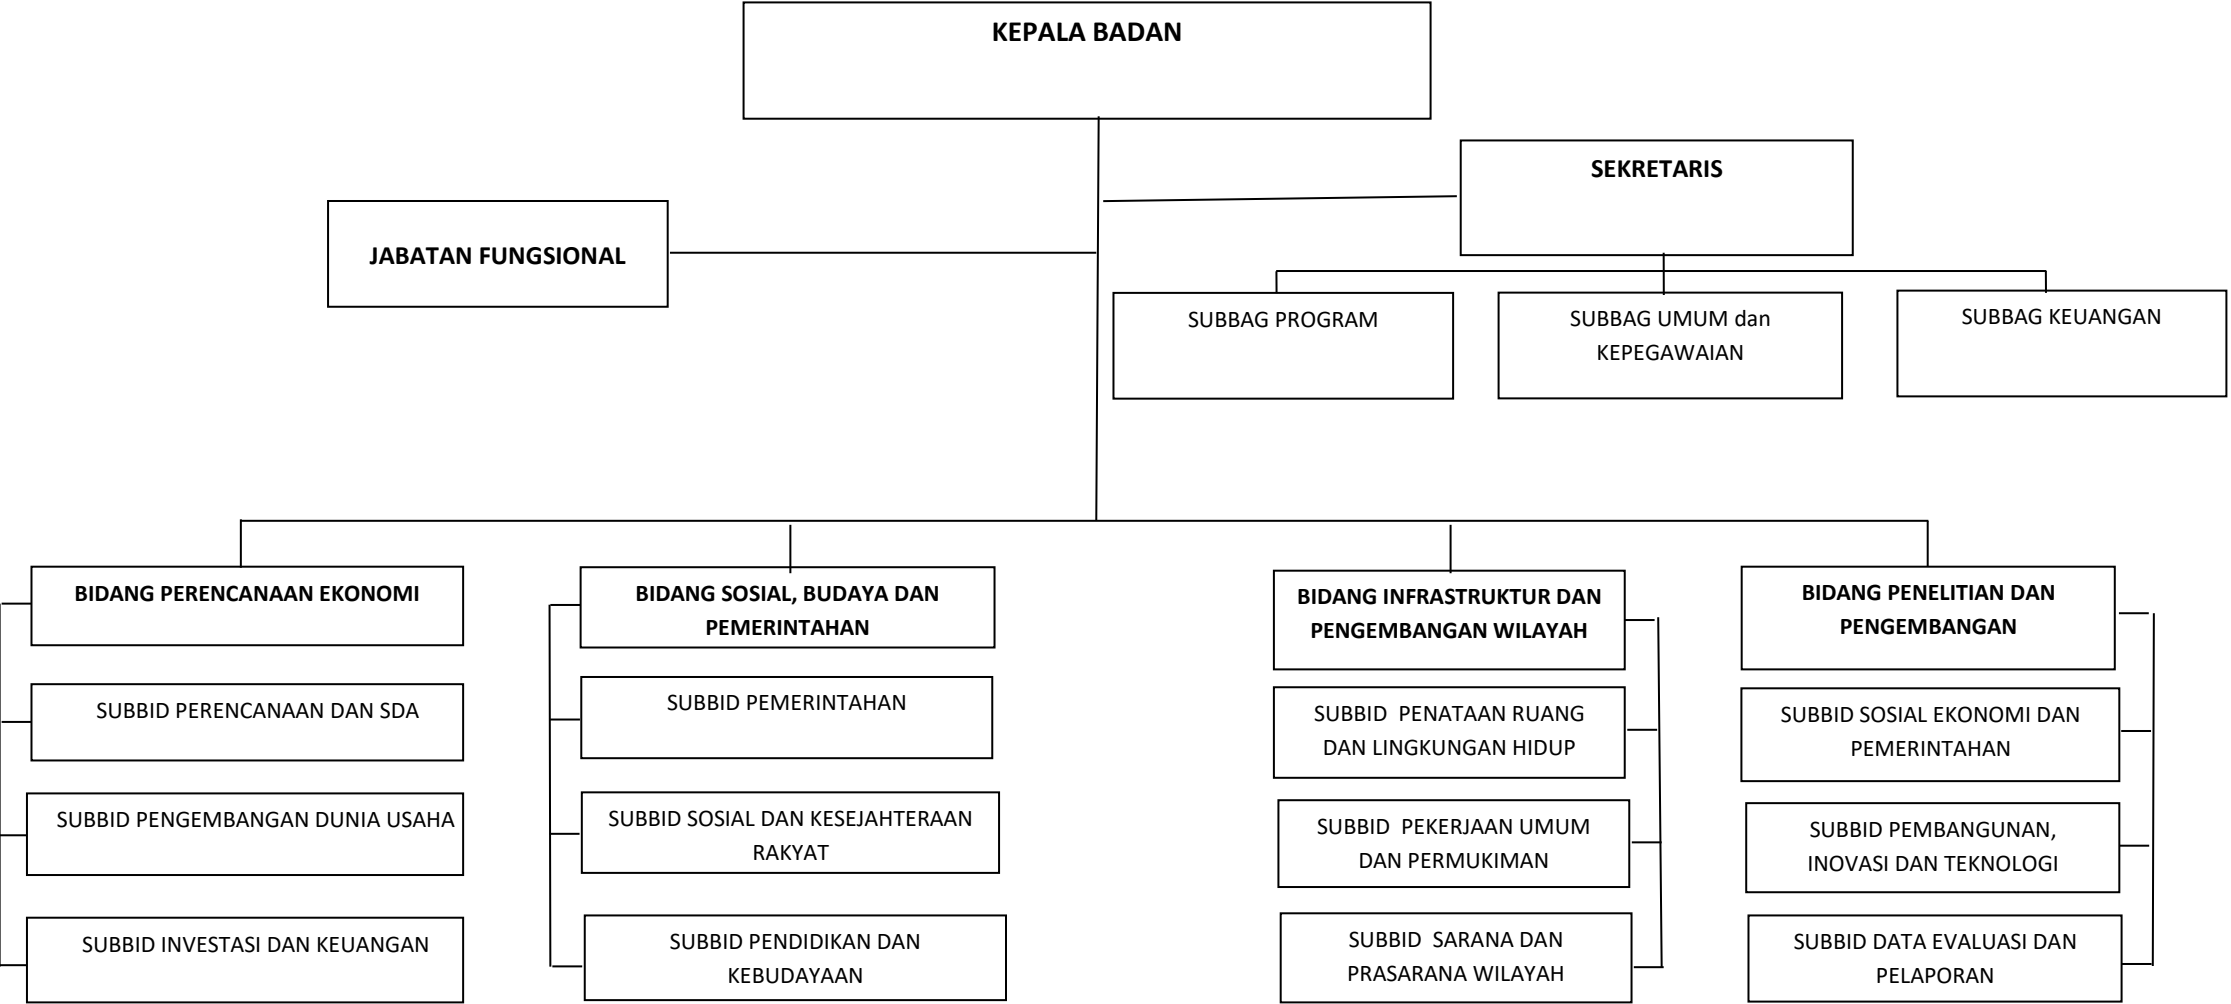 KEPALA BADAN
SEKRETARIS
JABATAN FUNGSIONAL
SUBBAG PROGRAM
SUBBAG UMUM dan
KEPEGAWAIAN
SUBBAG KEUANGAN
BIDANG PERENCANAAN EKONOMI
SUBBID PERENCANAAN DAN SDA
SUBBID PENGEMBANGAN DUNIA USAHA
SUBBID INVESTASI DAN KEUANGAN
BIDANG SOSIAL, BUDAYA DAN
PEMERINTAHAN
SUBBID PEMERINTAHAN
SUBBID SOSIAL DAN KESEJAHTERAAN
RAKYAT
SUBBID PENDIDIKAN DAN
KEBUDAYAAN
BIDANG INFRASTRUKTUR DAN
PENGEMBANGAN WILAYAH
SUBBID  PENATAAN RUANG
DAN LINGKUNGAN HIDUP
SUBBID  PEKERJAAN UMUM
DAN PERMUKIMAN
SUBBID  SARANA DAN
PRASARANA WILAYAH
BIDANG PENELITIAN DAN
PENGEMBANGAN
SUBBID SOSIAL EKONOMI DAN
PEMERINTAHAN
SUBBID PEMBANGUNAN,
INOVASI DAN TEKNOLOGI
SUBBID DATA EVALUASI DAN
PELAPORAN